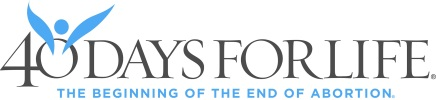 40 DAYS FOR LIFE®
THE BEGINNING OF THE END OF ABORTION.®